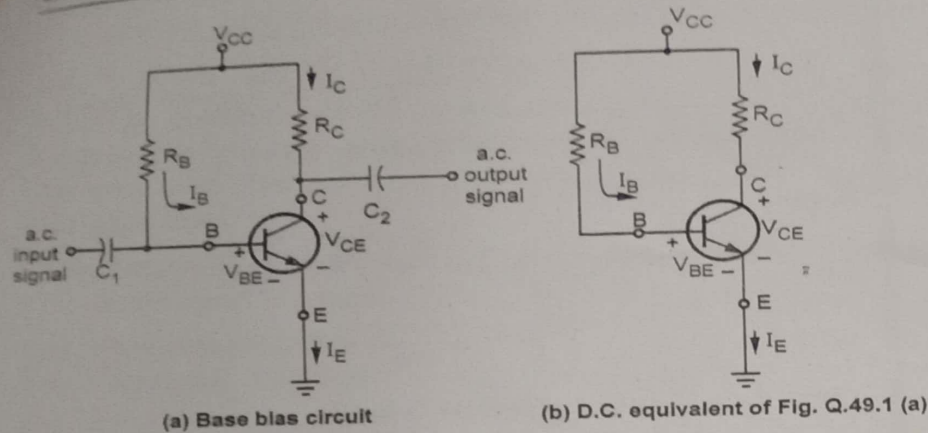 VCC
IC
RC
RB
IB
a.c.
output
signal
C
C2
+
B
VCE
a.c.
input
signal
C1
+
VBE
−
−
E
IE
(a) Base bias circuit
VCC
IC
RC
RB
IB
C
+
B
VCE
+
VBE
−
−
E
IE
(b) D.C. equivalent of Fig. Q.49.1 (a)